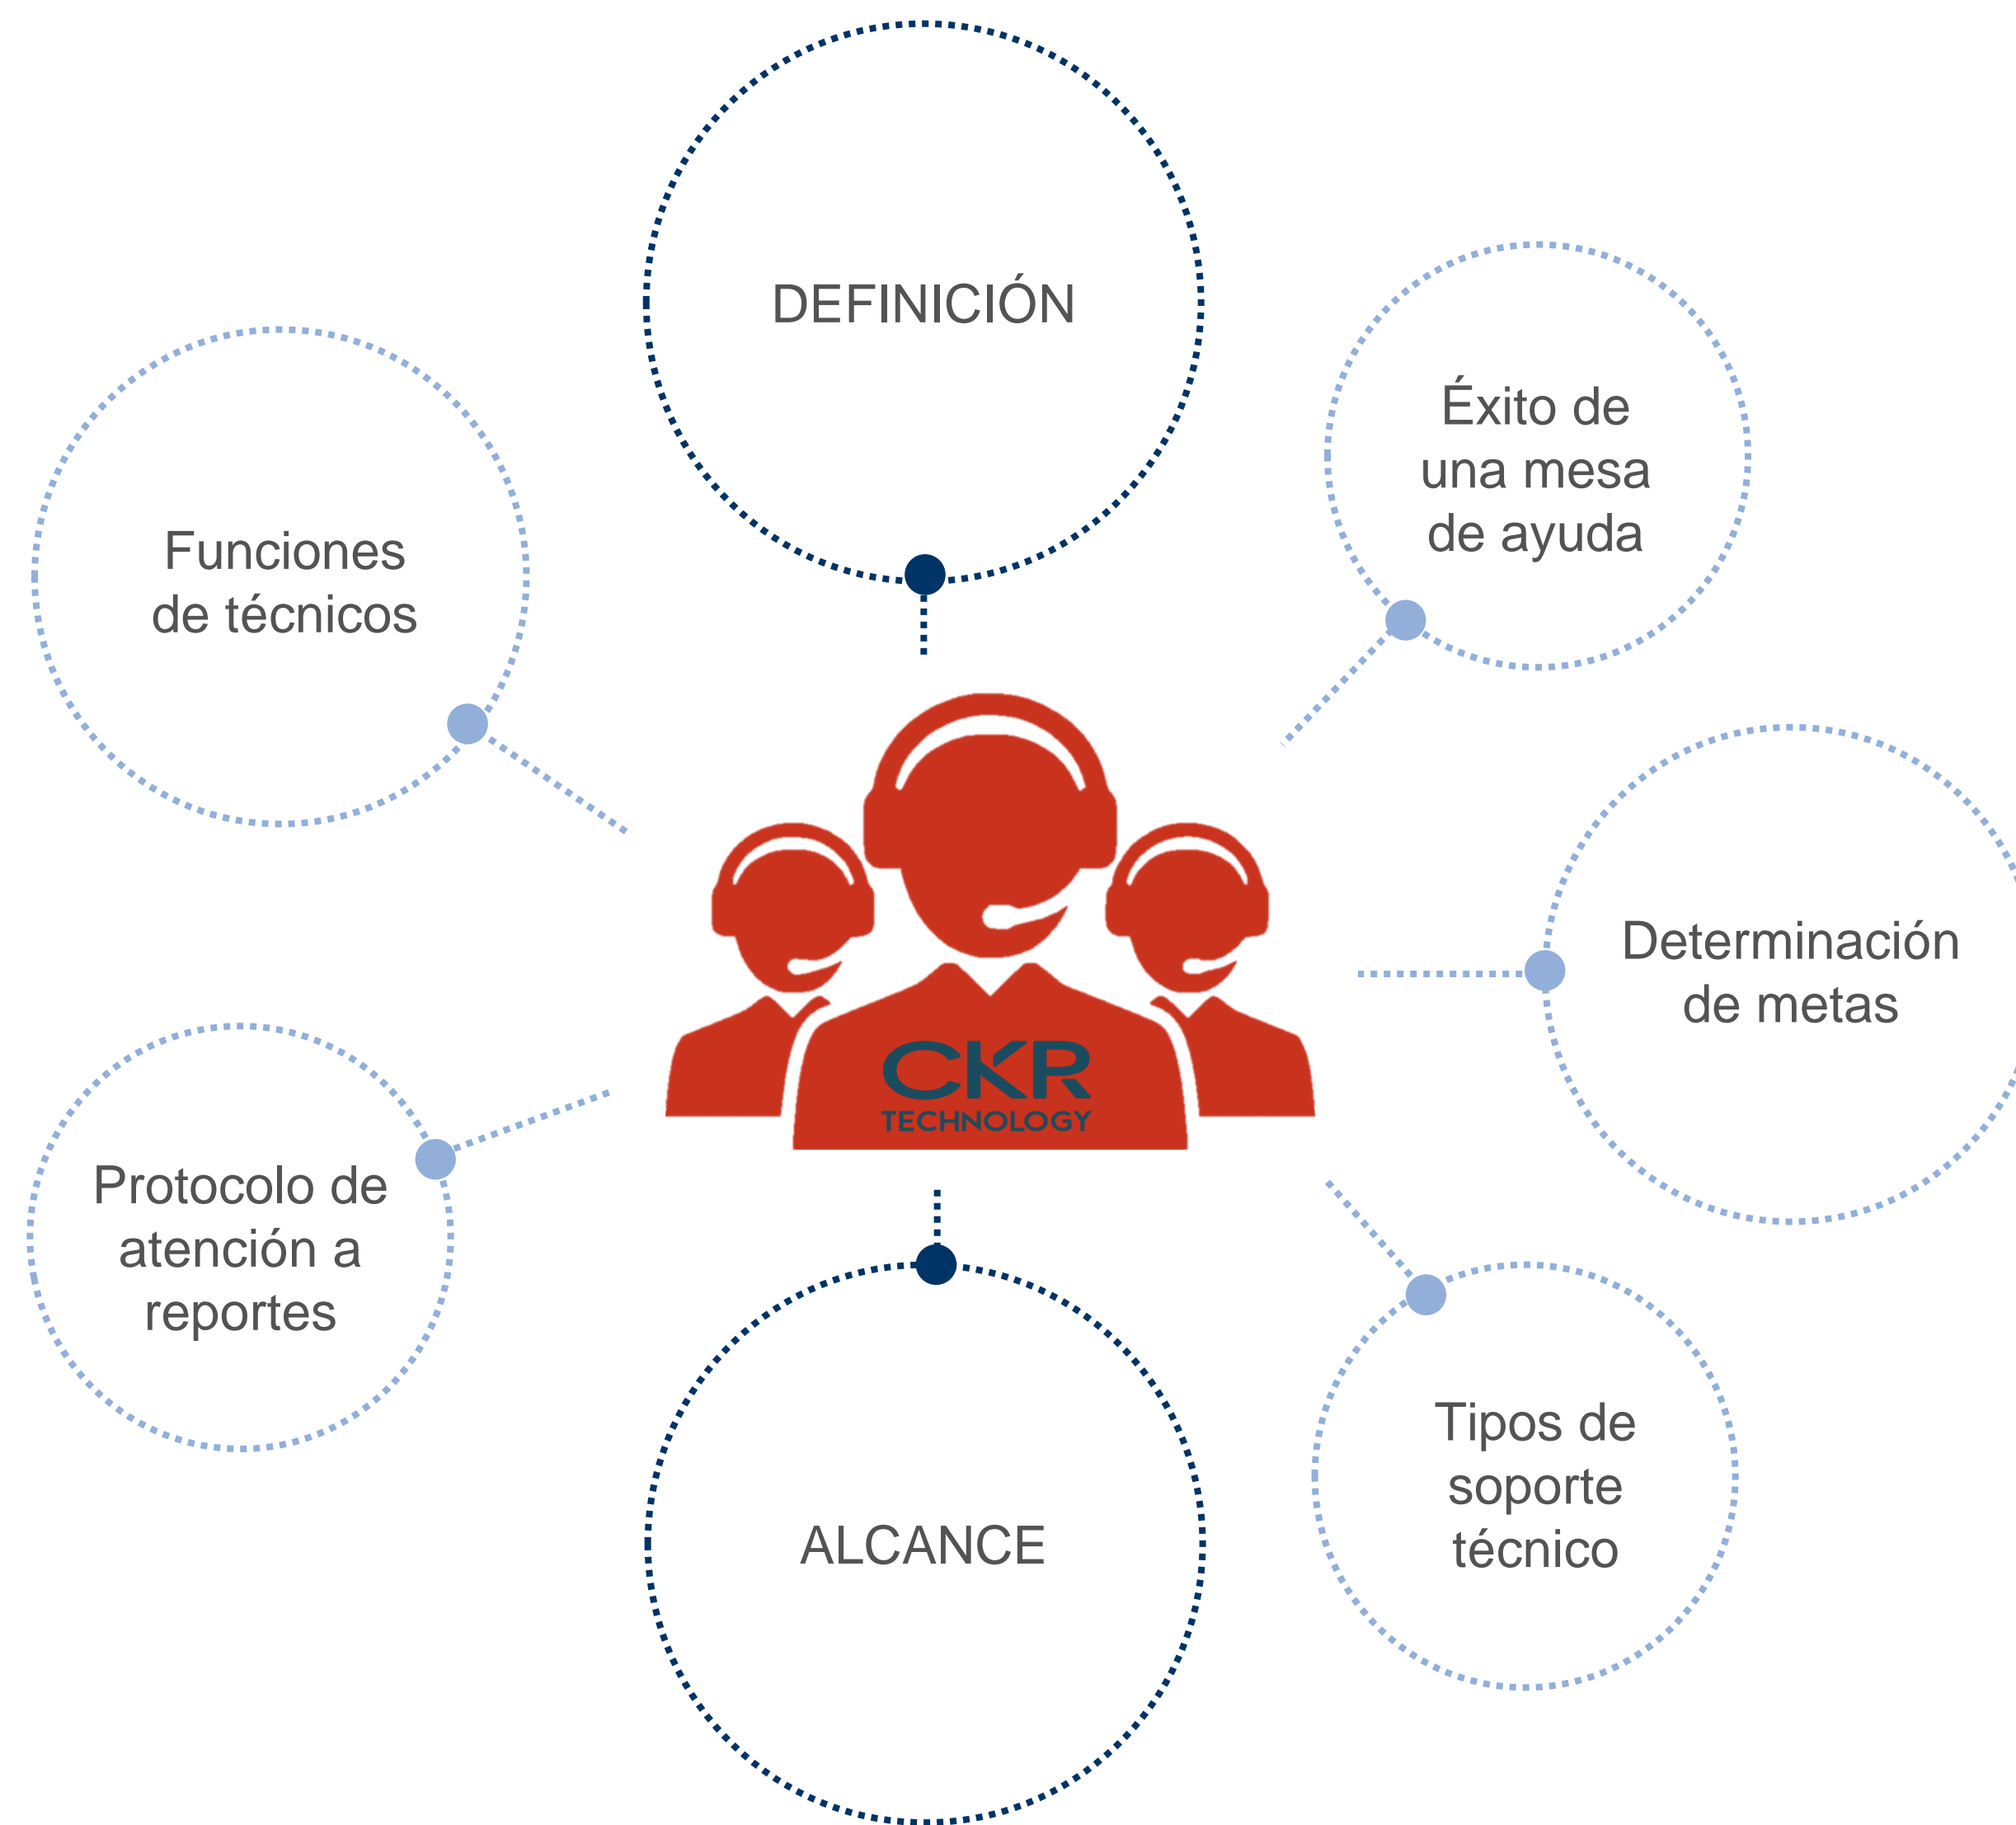 DEFINICIÓN
Éxito de
una mesa
de ayuda
Funciones
de técnicos
Determinación
de metas
CKR
TECHNOLOGY
Protocolo de
atención a
reportes
Tipos de
soporte
técnico
ALCANCE